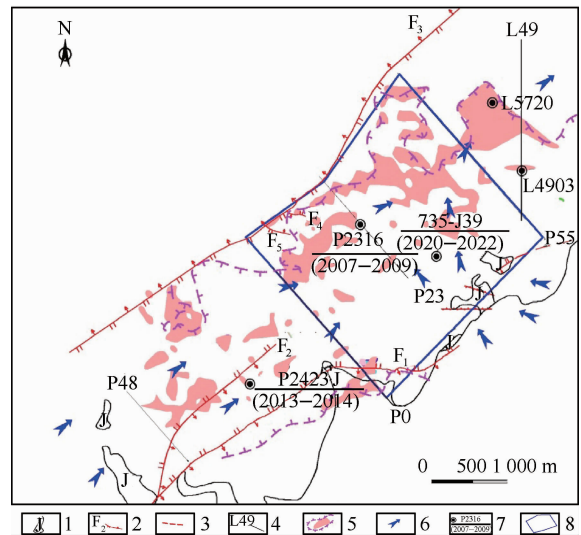 N
F3
L49
L5720
L4903
F4
F5
P2316
(2007−2009)
735-J39
(2020−2022)
P55
P23
J
J
J
F1
F2
P2423J
(2013−2014)
P48
P0
J
J
0 500 1 000 m
J 1 F2 2 3 L49 4 5 6 P2316 2007−2009 7 8